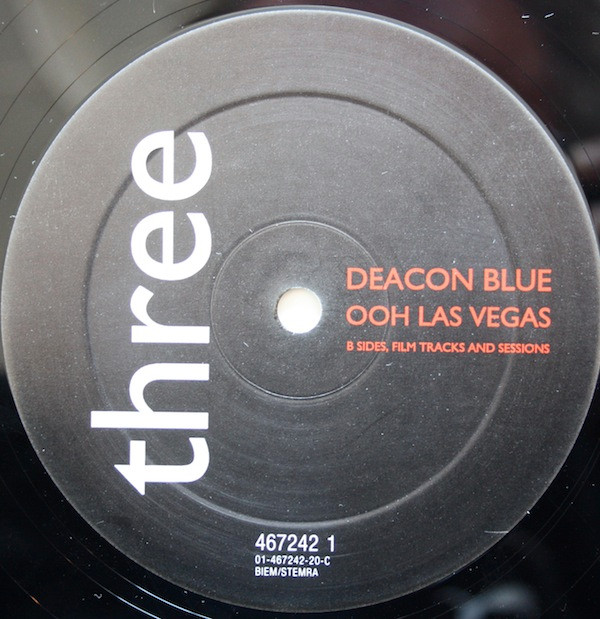 three
DEACON BLUE
OOH LAS VEGAS
B SIDES, FILM TRACKS AND SESSIONS
467242 1
01-467242-20-C
BIEM/STEMRA